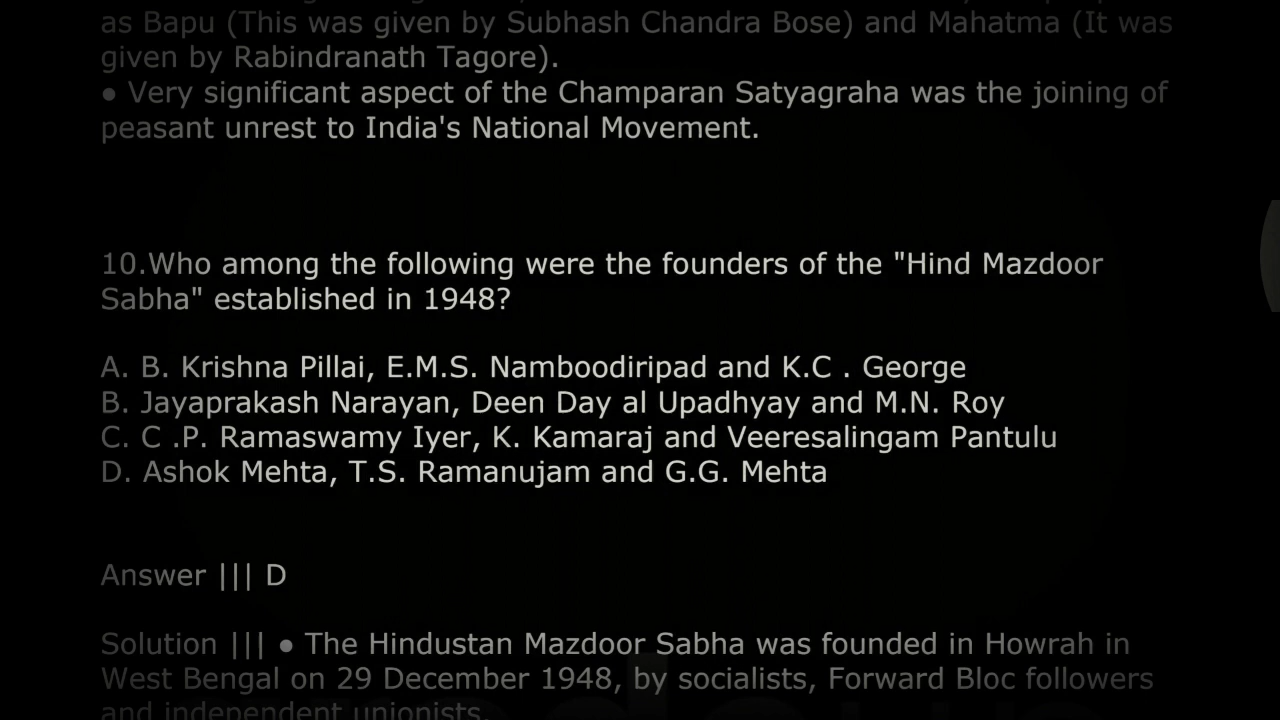 as Bapu (This was given by Subhash Chandra Bose) and Mahatma (It was
given by Rabindranath Tagore).
● Very significant aspect of the Champaran Satyagraha was the joining of
peasant unrest to India's National Movement.
10.Who among the following were the founders of the "Hind Mazdoor
Sabha" established in 1948?
A. B. Krishna Pillai, E.M.S. Namboodiripad and K.C . George
B. Jayaprakash Narayan, Deen Day al Upadhyay and M.N. Roy
C. C .P. Ramaswamy Iyer, K. Kamaraj and Veeresalingam Pantulu
D. Ashok Mehta, T.S. Ramanujam and G.G. Mehta
Answer ||| D
Solution ||| ● The Hindustan Mazdoor Sabha was founded in Howrah in
West Bengal on 29 December 1948, by socialists, Forward Bloc followers
and independent unionists.